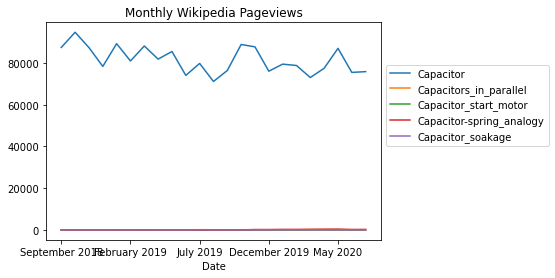 Monthly Wikipedia Pageviews
80000
60000
40000
20000
0
September 2018
February 2019
July 2019
December 2019
May 2020
Date
Capacitor
Capacitors_in_parallel
Capacitor_start_motor
Capacitor-spring_analogy
Capacitor_soakage